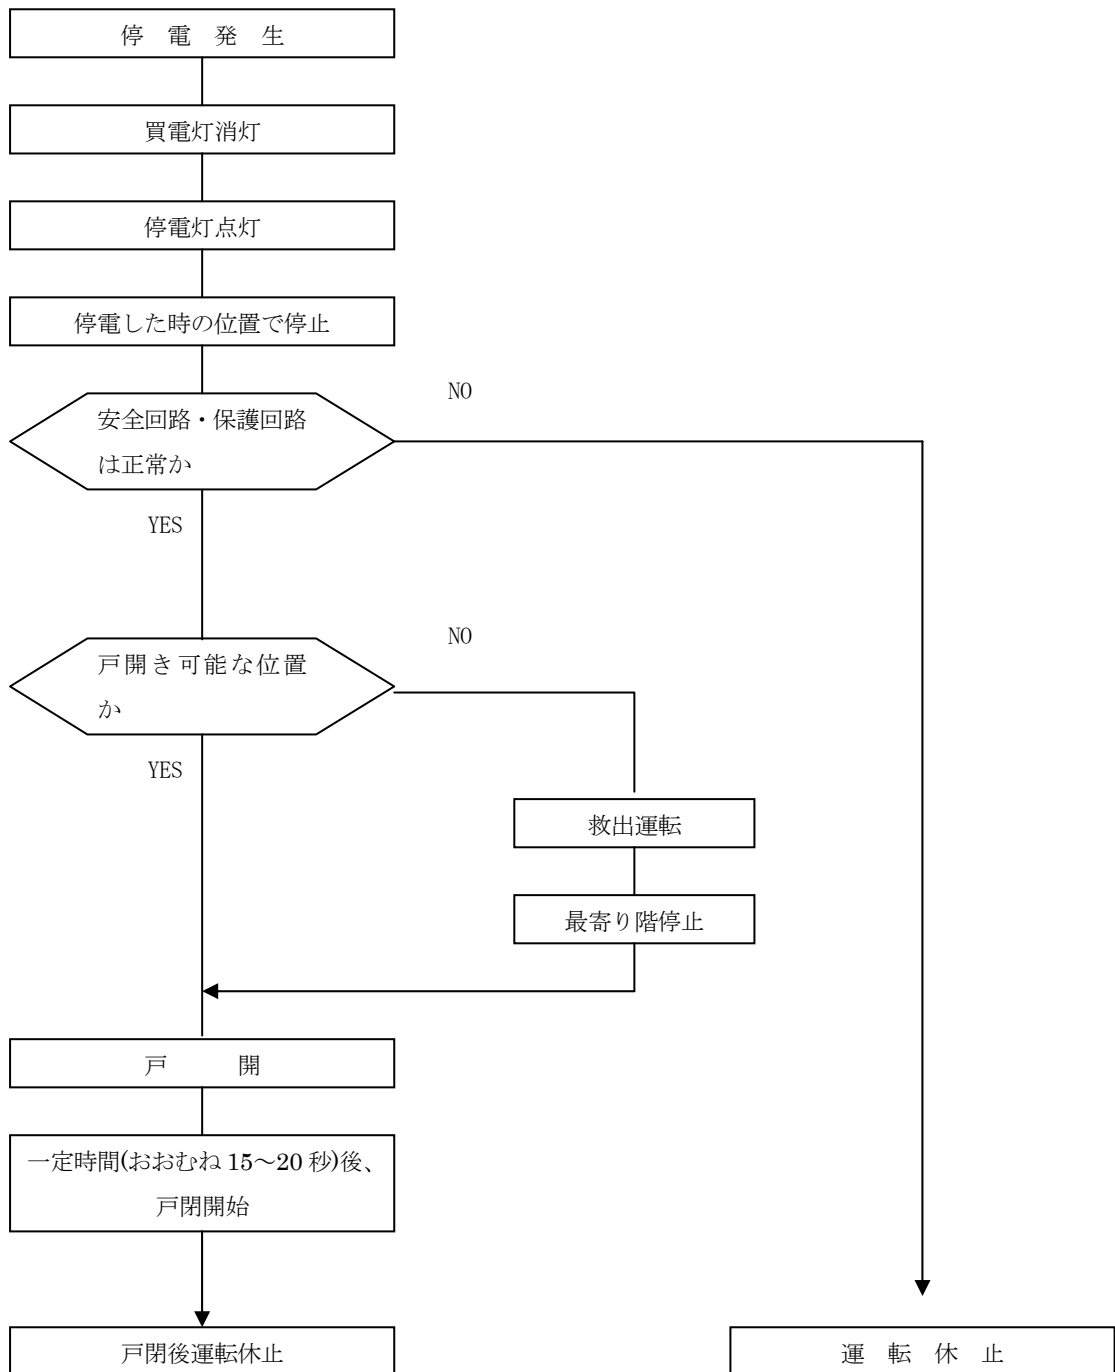 停 電 発 生
買電灯消灯
停電灯点灯
停電した時の位置で停止
NO
安全回路・保護回路
は正常か
YES
NO
戸開き可能な位置
か
YES
救出運転
最寄り階停止
戸 開
一定時間(おおむね 15～20 秒)後、
戸閉開始
戸閉後運転休止
運 転 休 止